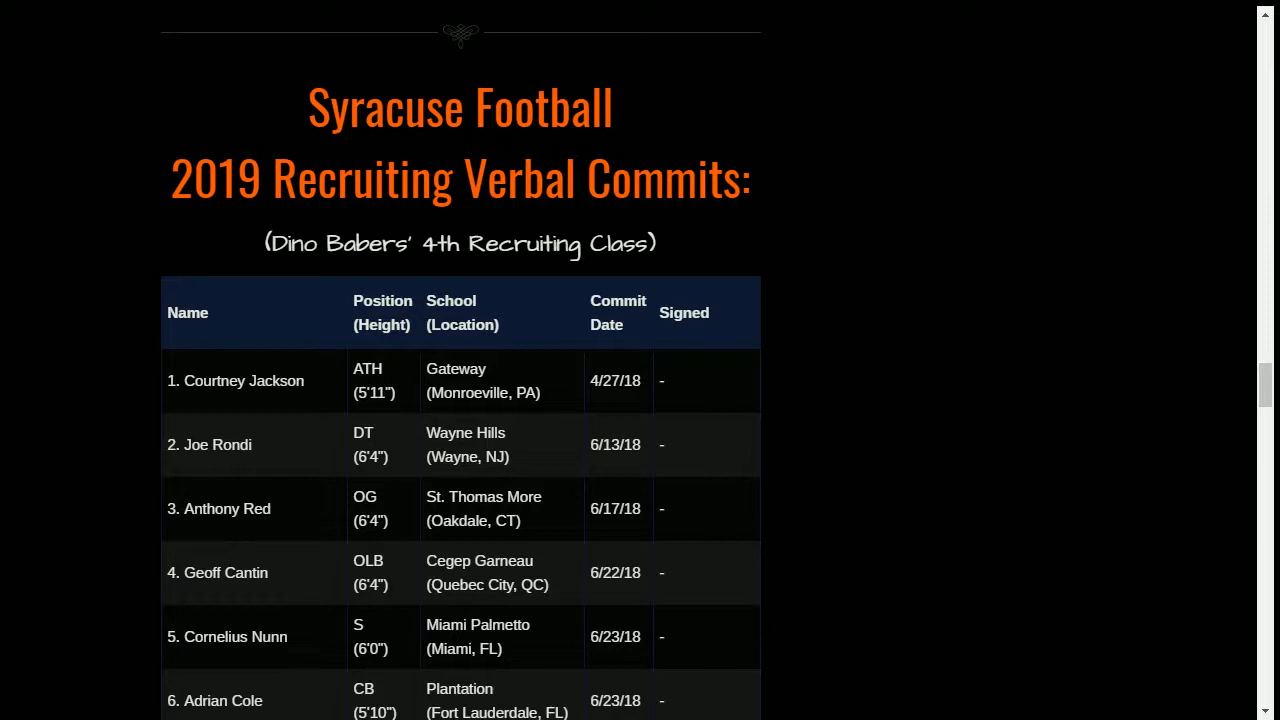 Syracuse Football
2019 Recruiting Verbal Commits:
(Dino Babers' 4th Recruiting Class)
Name Position (Height) School (Location) Commit Date Signed
1. Courtney Jackson ATH (5'11") Gateway (Monroeville, PA) 4/27/18 -
2. Joe Rondi DT (6'4") Wayne Hills (Wayne, NJ) 6/13/18 -
3. Anthony Red OG (6'4") St. Thomas More (Oakdale, CT) 6/17/18 -
4. Geoff Cantin OLB (6'4") Cegep Garneau (Quebec City, QC) 6/22/18 -
5. Cornelius Nunn S (6'0") Miami Palmetto (Miami, FL) 6/23/18 -
6. Adrian Cole CB (5'10") Plantation (Fort Lauderdale, FL) 6/23/18 -